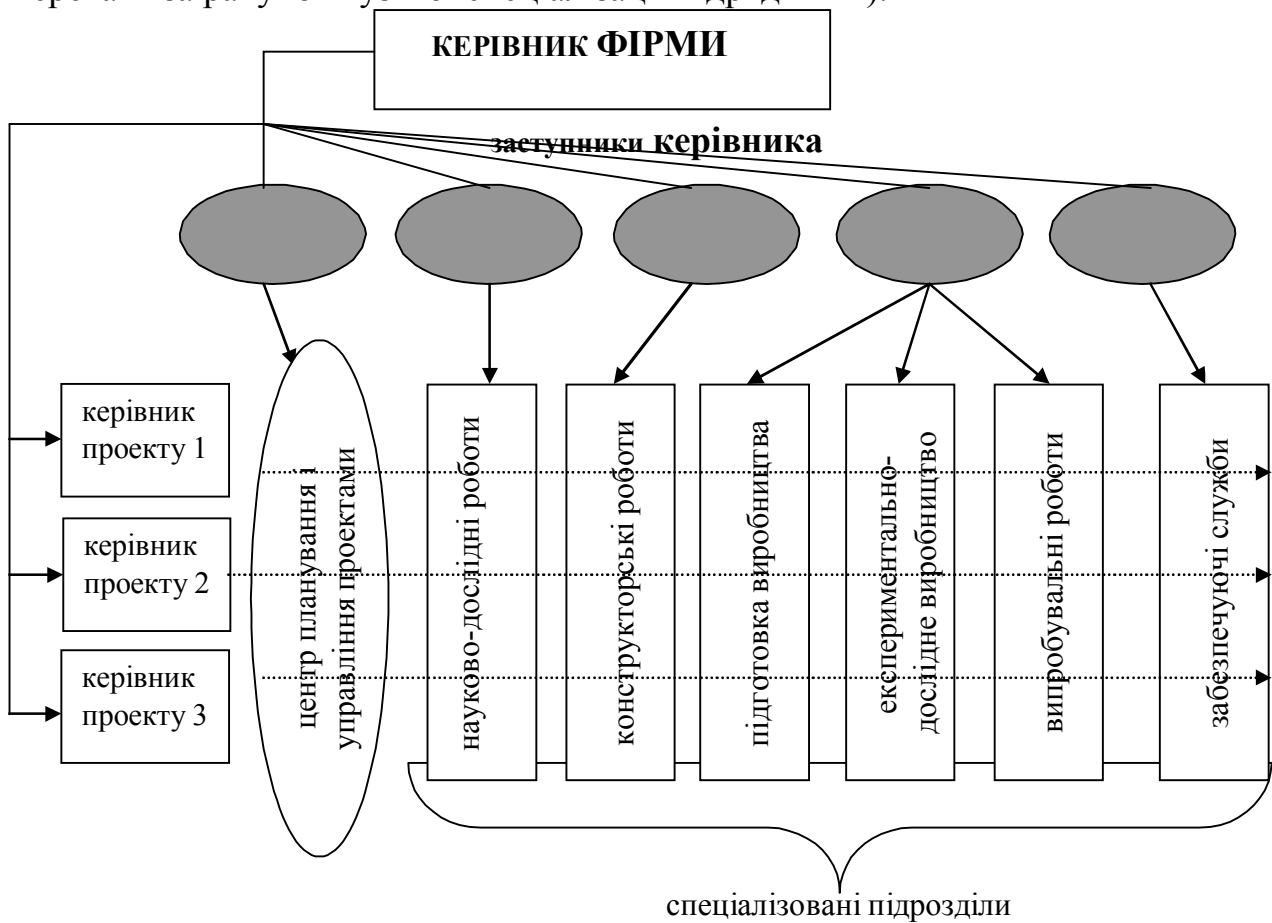 КЕРІВНИК ФІРМИ
заступники керівника
керівник
проекту 1
керівник
проекту 2
керівник
проекту 3
центр планування і
управління проектами
науково-дослідні роботи
конструкторські роботи
підготовка виробництва
експериментально-
дослідне виробництво
випробувальні роботи
забезпечуючі служби
спеціалізовані підрозділи